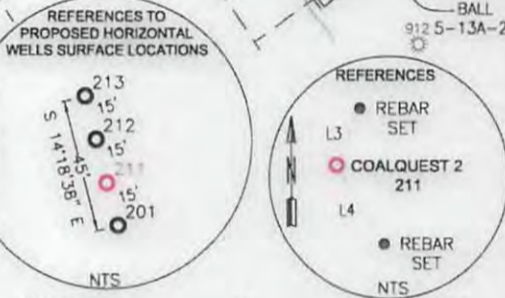 REFERENCES TO
PROPOSED HORIZONTAL
WELLS SURFACE LOCATIONS
213
15'
212
15'
211
15'
201
45'
S 14°18'38" E
NTS
BALL
912 5-13A-2
REFERENCES
REBAR
SET
L3
COALQUEST 2
211
L4
REBAR
SET
NTS